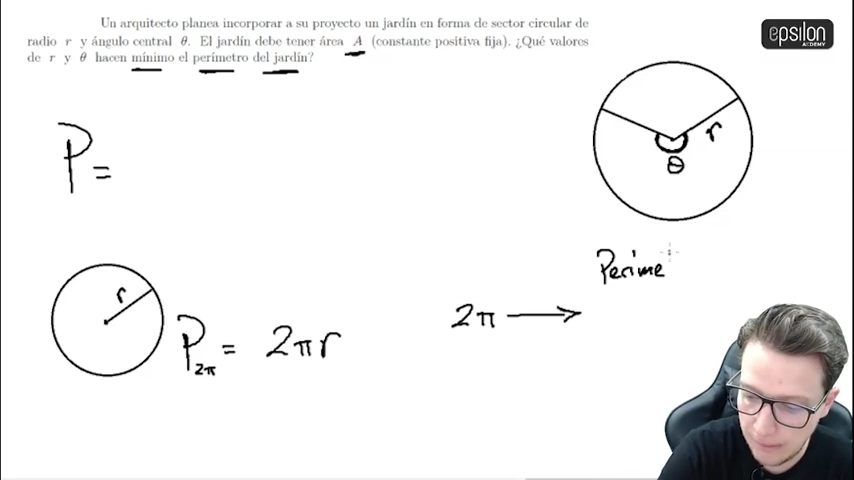 Un arquitecto planea incorporar a su proyecto un jardín en forma de sector circular de
radio r y ángulo central θ. El jardín debe tener área A (constante positiva fija). ¿Qué valores
de r y θ hacen mínimo el perímetro del jardín?
epsilon
ACADEMY
P =
r
θ
Perime
r
2π →
P2π = 2πr